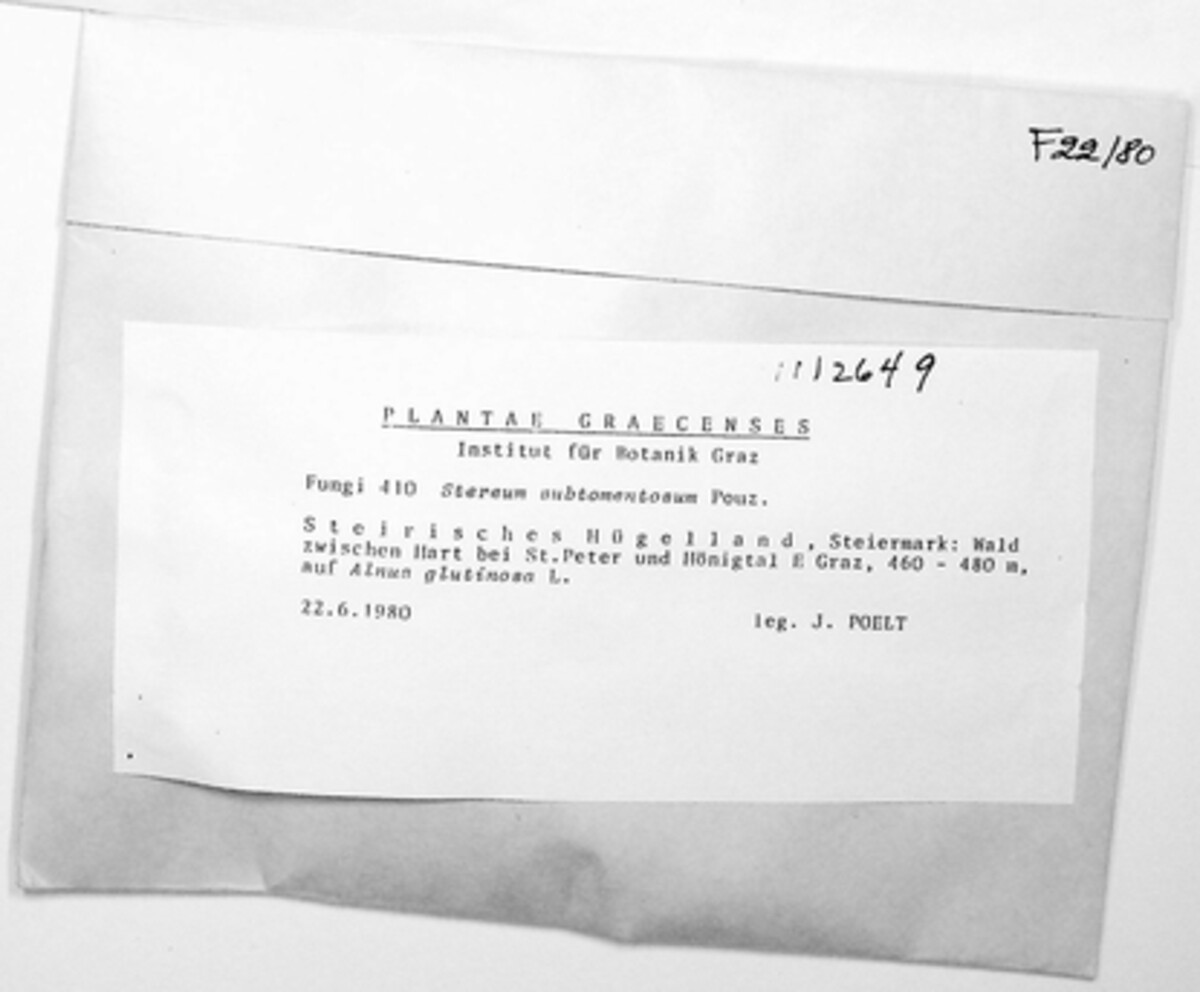 F22/80
112649
PLANTAE GRAECENSES
Institut für Botanik Graz
Fungi 410 Stereum subtomentosum Pouz.
Steirisches Hügelland, Steiermark: Wald
zwischen Hart bei St.Peter und Hönigtal E Graz, 460 - 480 m,
auf Alnus glutinosa L.
22.6.1980 leg. J. POELT